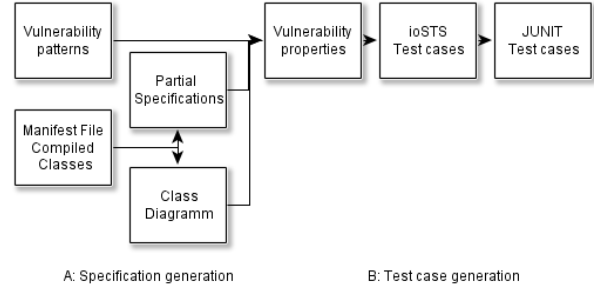 Vulnerability
patterns
Vulnerability
properties
ioSTS
Test cases
JUNIT
Test cases
Partial
Specifications
Manifest File
Compiled
Classes
Class
Diagramm
A: Specification generation
B: Test case generation